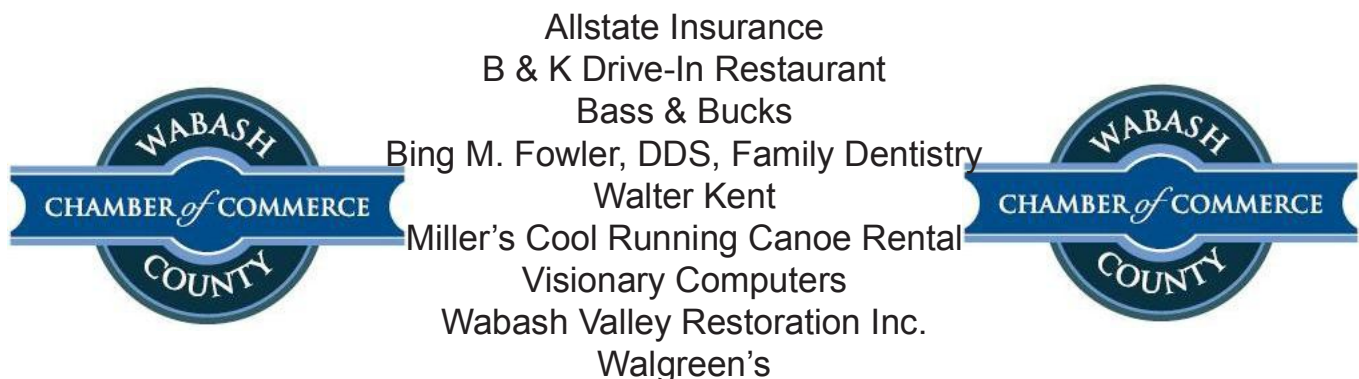 Allstate Insurance
B & K Drive-In Restaurant
Bass & Bucks
Bing M. Fowler, DDS, Family Dentistry
Walter Kent
Miller’s Cool Running Canoe Rental
Visionary Computers
Wabash Valley Restoration Inc.
Walgreen’s
WABASH
CHAMBER of COMMERCE
COUNTY
WABASH
CHAMBER of COMMERCE
COUNTY